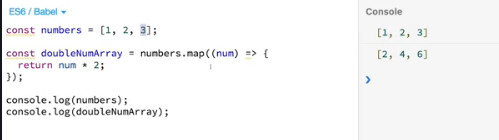 ES6 / Babel
Console
const numbers = [1, 2, 3];
const doubleNumArray = numbers.map((num) => {
return num * 2;
});
console.log(numbers);
console.log(doubleNumArray);
[1, 2, 3]
[2, 4, 6]